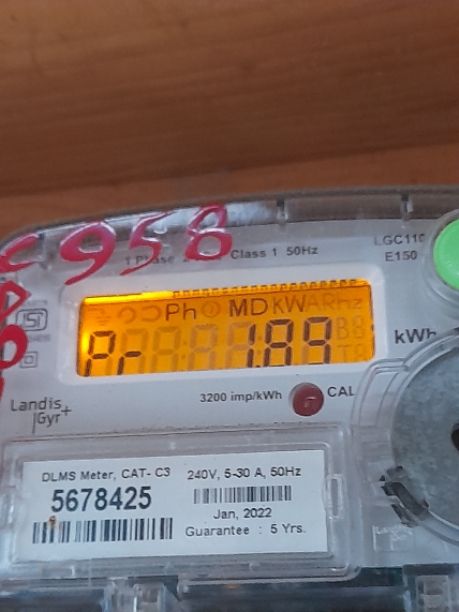 C958
1 Phase
Class 1 50Hz
LGC110
E150
Ph MD KW
Pr 1.89
kWh
3200 imp/kWh
CAL
Landis
Gyr+
DLMS Meter, CAT- C3 240V, 5-30 A, 50Hz
5678425
Jan, 2022
Guarantee : 5 Yrs.